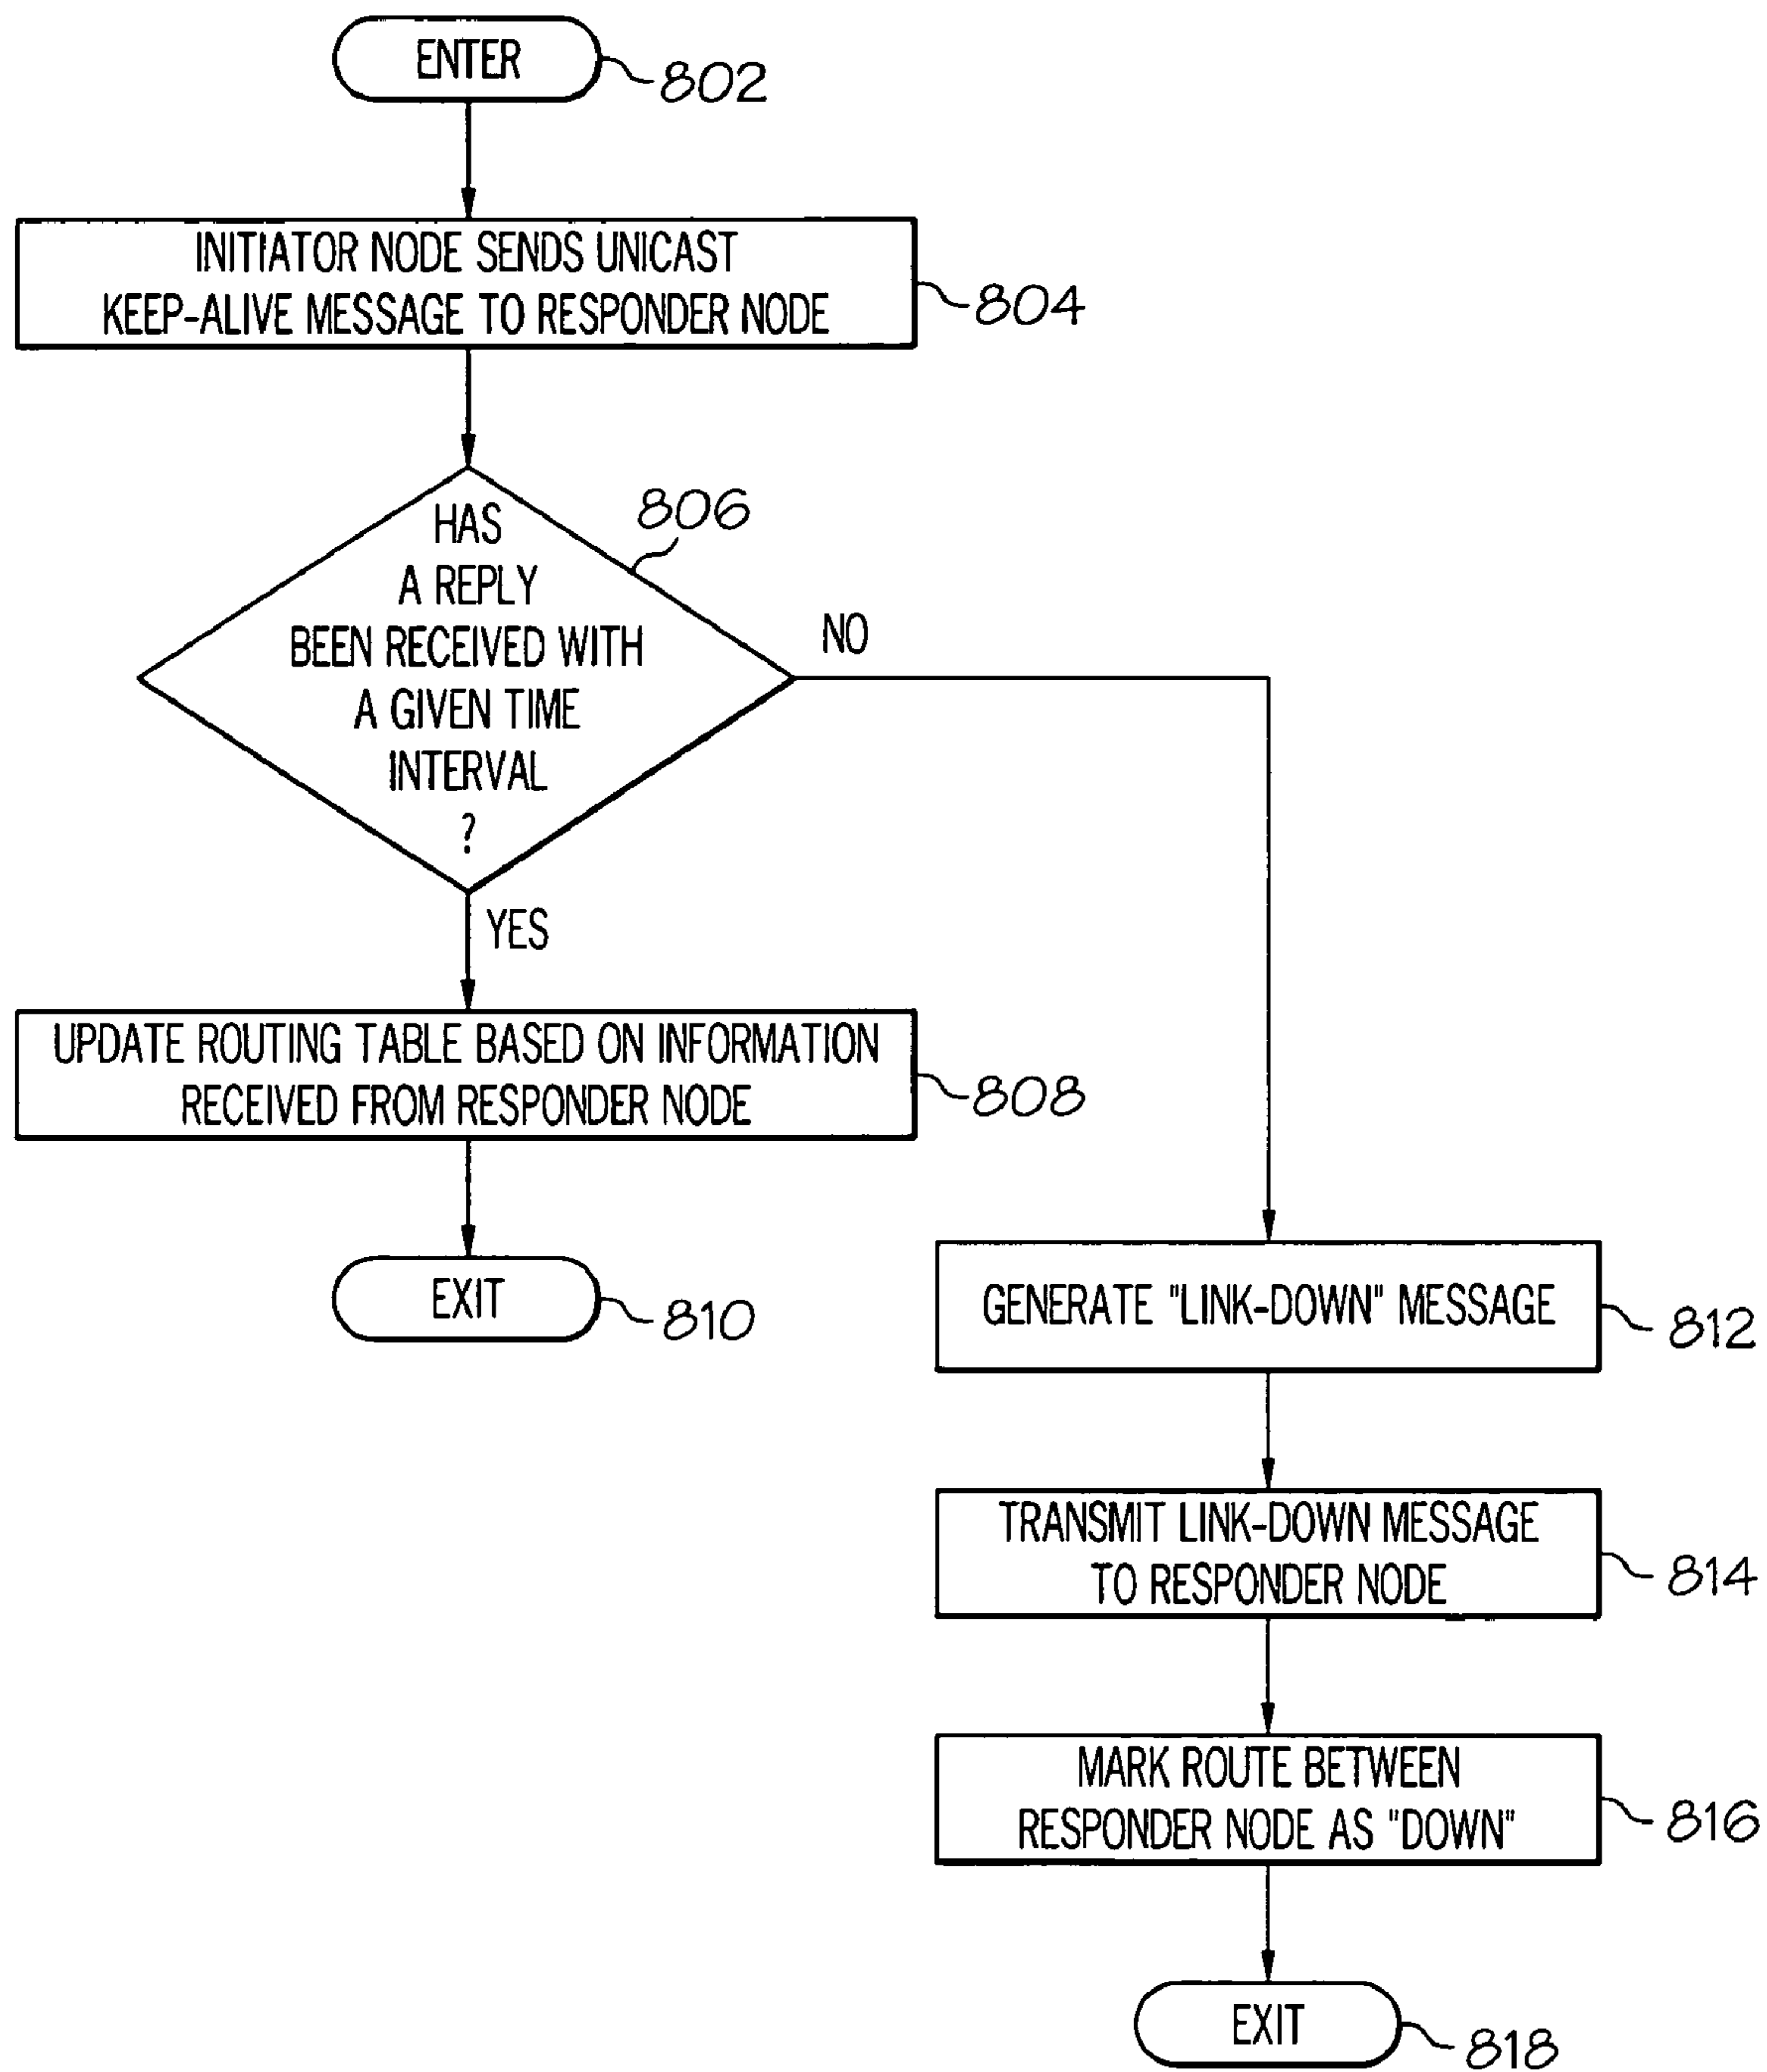 ENTER
802
INITIATOR NODE SENDS UNICAST
KEEP-ALIVE MESSAGE TO RESPONDER NODE
804
HAS
A REPLY
BEEN RECEIVED WITH
A GIVEN TIME
INTERVAL
?
806
NO
YES
UPDATE ROUTING TABLE BASED ON INFORMATION
RECEIVED FROM RESPONDER NODE
808
EXIT
810
GENERATE "LINK-DOWN" MESSAGE
812
TRANSMIT LINK-DOWN MESSAGE
TO RESPONDER NODE
814
MARK ROUTE BETWEEN
RESPONDER NODE AS "DOWN"
816
EXIT
818